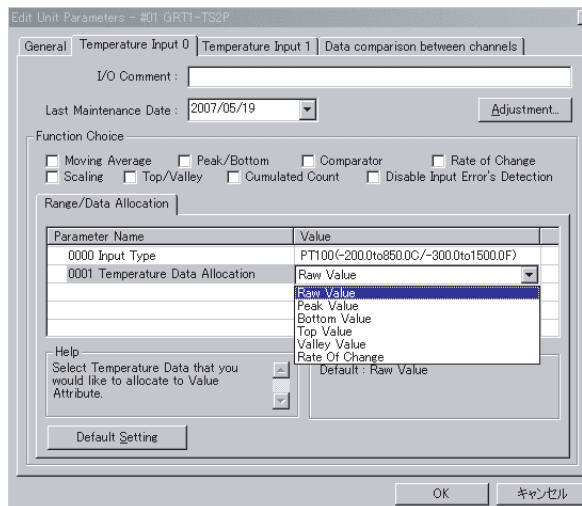 Edit Unit Parameters - #01 GRT1-TS2P
General Temperature Input 0 Temperature Input 1 Data comparison between channels
I/O Comment :
Last Maintenance Date : 2007/05/19 Adjustment...
Function Choice
Moving Average Peak/Bottom Comparator Rate of Change
Scaling Top/Valley Cumulated Count Disable Input Error's Detection
Range/Data Allocation
Parameter Name Value
0000 Input Type PT100(-200.0to850.0C/-300.0to1500.0F)
0001 Temperature Data Allocation Raw Value
Raw Value
Peak Value
Bottom Value
Top Value
Valley Value
Rate Of Change
Help
Select Temperature Data that you
would like to allocate to Value
Attribute.
Default : Raw Value
Default Setting
OK キャンセル